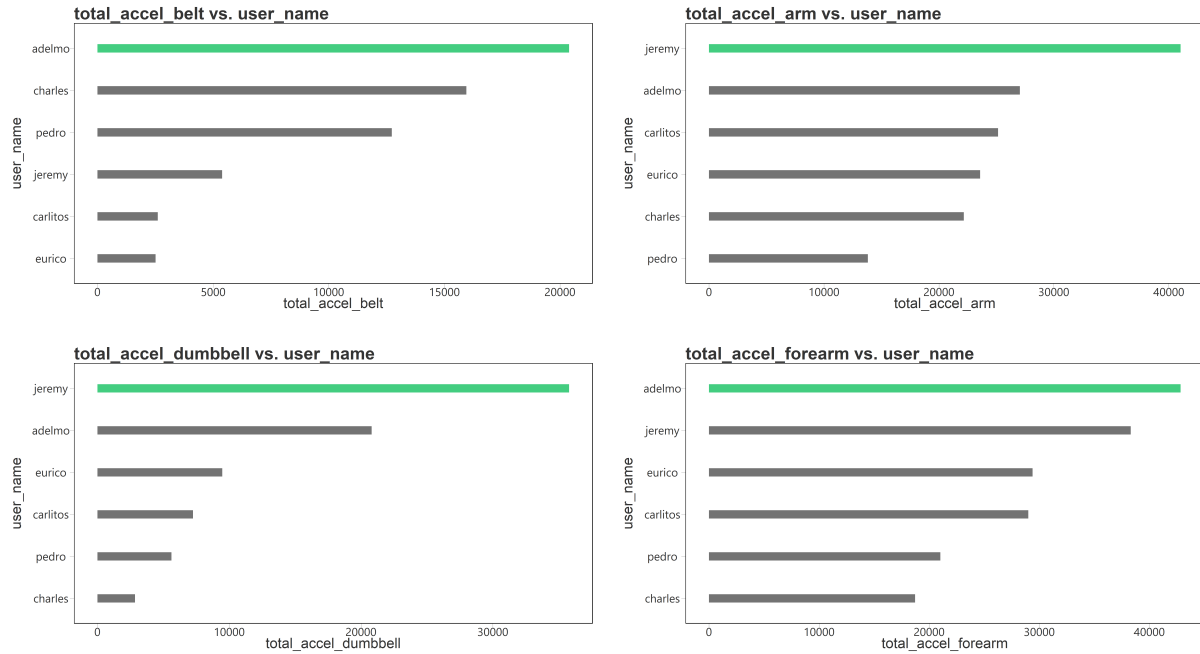 total_accel_belt vs. user_name
user_name
adelmo
charles
pedro
jeremy
carlitos
eurico
0 5000 10000 15000 20000
total_accel_belt
total_accel_arm vs. user_name
user_name
jeremy
adelmo
carlitos
eurico
charles
pedro
0 10000 20000 30000 40000
total_accel_arm
total_accel_dumbbell vs. user_name
user_name
jeremy
adelmo
eurico
carlitos
pedro
charles
0 10000 20000 30000
total_accel_dumbbell
total_accel_forearm vs. user_name
user_name
adelmo
jeremy
eurico
carlitos
pedro
charles
0 10000 20000 30000 40000
total_accel_forearm